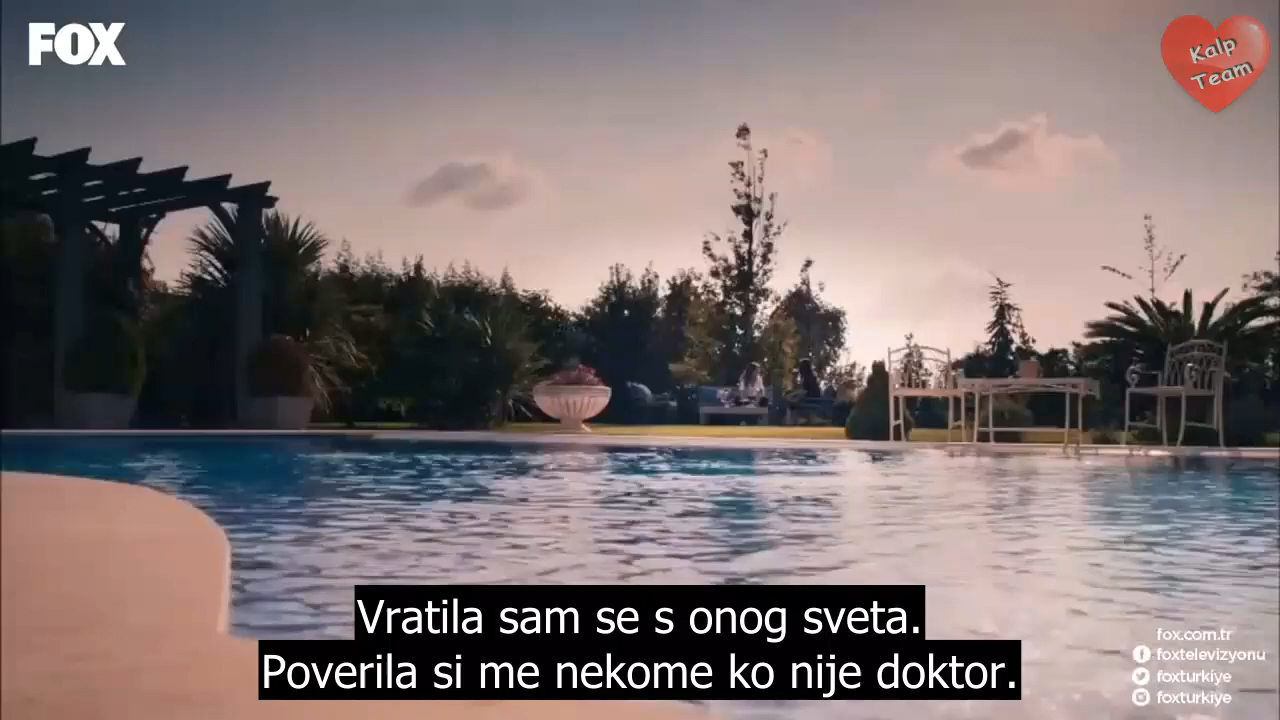 FOX
Kalp
Team
Vratila sam se s onog sveta.
Poverila si me nekome ko nije doktor.
fox.com.tr
foxtelevizyonu
foxturkiye
foxturkiye